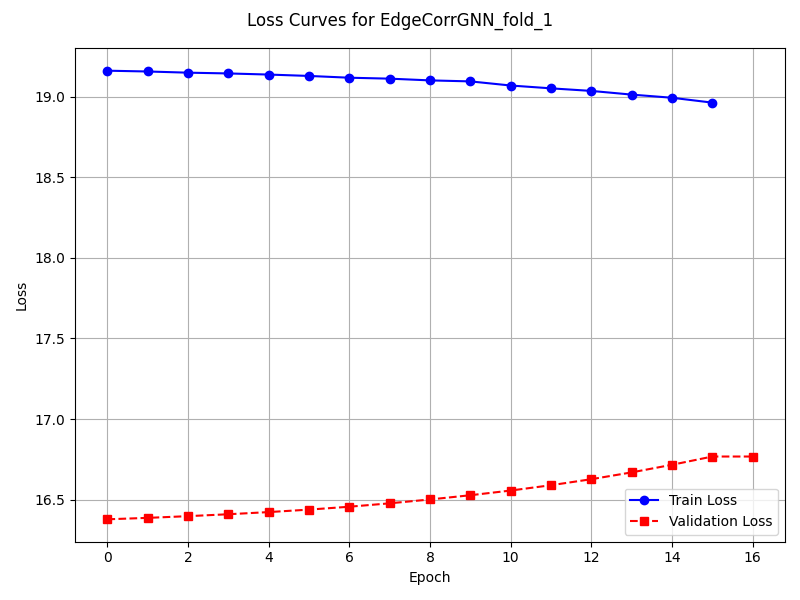 Loss Curves for EdgeCorrGNN_fold_1
19.0
18.5
18.0
17.5
17.0
16.5
Loss
0 2 4 6 8 10 12 14 16
Epoch
Train Loss
Validation Loss